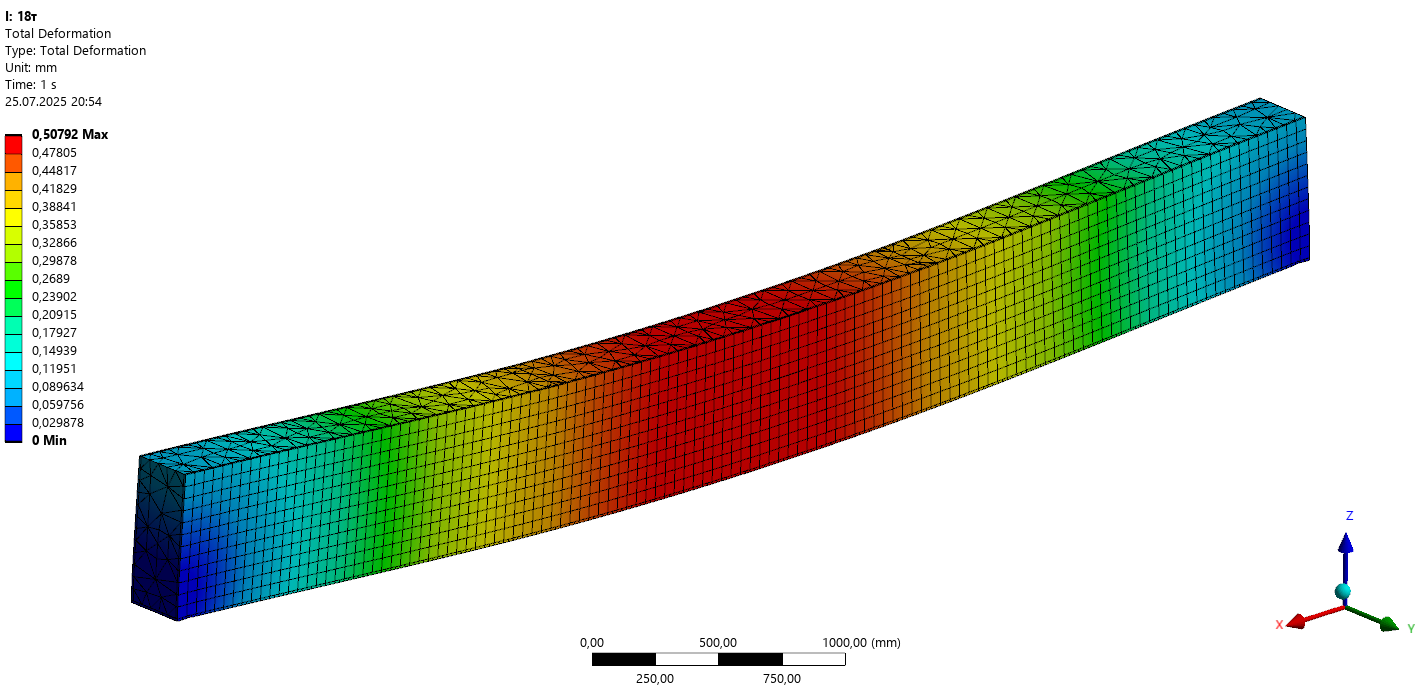 I: 18т
Total Deformation
Type: Total Deformation
Unit: mm
Time: 1 s
25.07.2025 20:54
0,50792 Max
0,47805
0,44817
0,41829
0,38841
0,35853
0,32866
0,29878
0,2689
0,23902
0,20915
0,17927
0,14939
0,11951
0,089634
0,059756
0,029878
0 Min
Z
X
Y
0,00 500,00 1000,00 (mm)
250,00 750,00